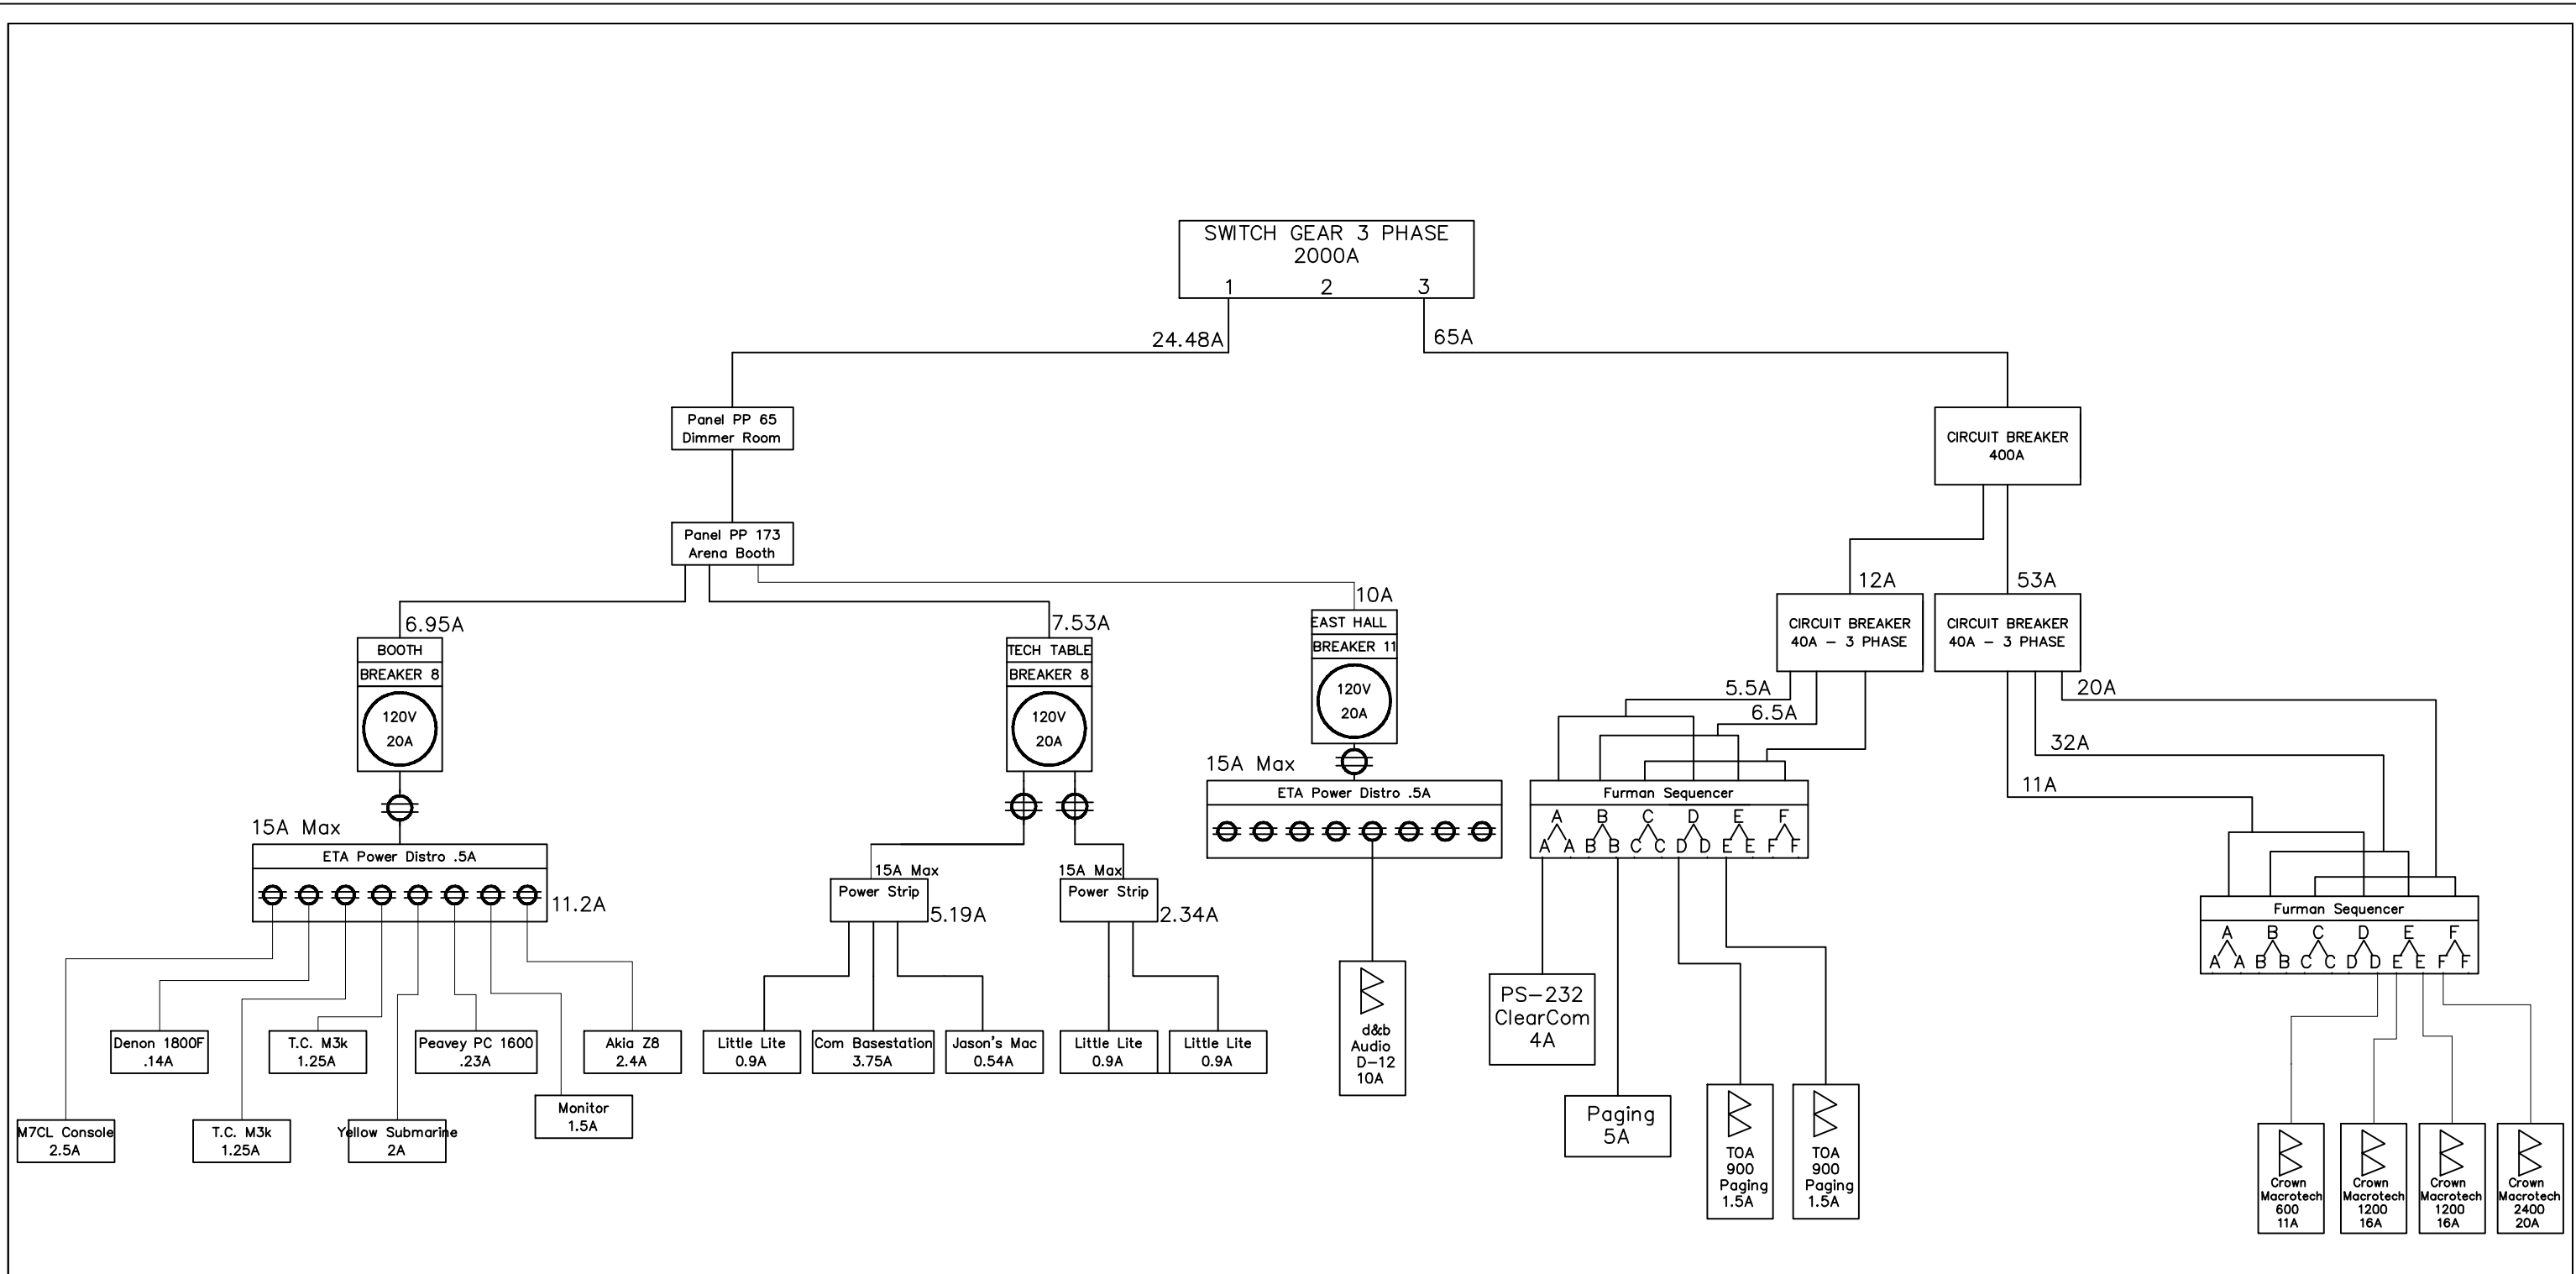 SWITCH GEAR 3 PHASE
2000A
1 2 3
24.48A
65A
Panel PP 65
Dimmer Room
CIRCUIT BREAKER
400A
Panel PP 173
Arena Booth
6.95A
BOOTH
BREAKER 8
120V
20A
7.53A
TECH TABLE
BREAKER 8
120V
20A
10A
EAST HALL
BREAKER 11
120V
20A
12A
CIRCUIT BREAKER
40A - 3 PHASE
53A
CIRCUIT BREAKER
40A - 3 PHASE
5.5A
6.5A
20A
32A
11A
15A Max
ETA Power Distro .5A
11.2A
15A Max
Power Strip
5.19A
15A Max
Power Strip
2.34A
15A Max
ETA Power Distro .5A
Furman Sequencer
A B C D E F
A A B B C C D D E E F F
Furman Sequencer
A B C D E F
A A B B C C D D E E F F
M7CL Console
2.5A
Denon 1800F
.14A
T.C. M3k
1.25A
T.C. M3k
1.25A
Yellow Submarine
2A
Peavey PC 1600
.23A
Monitor
1.5A
Akia Z8
2.4A
Little Lite
0.9A
Com Basestation
3.75A
Jason's Mac
0.54A
Little Lite
0.9A
Little Lite
0.9A
d&b
Audio
D-12
10A
PS-232
ClearCom
4A
Paging
5A
TOA
900
Paging
1.5A
TOA
900
Paging
1.5A
Crown
Macrotech
600
11A
Crown
Macrotech
1200
16A
Crown
Macrotech
1200
16A
Crown
Macrotech
2400
20A